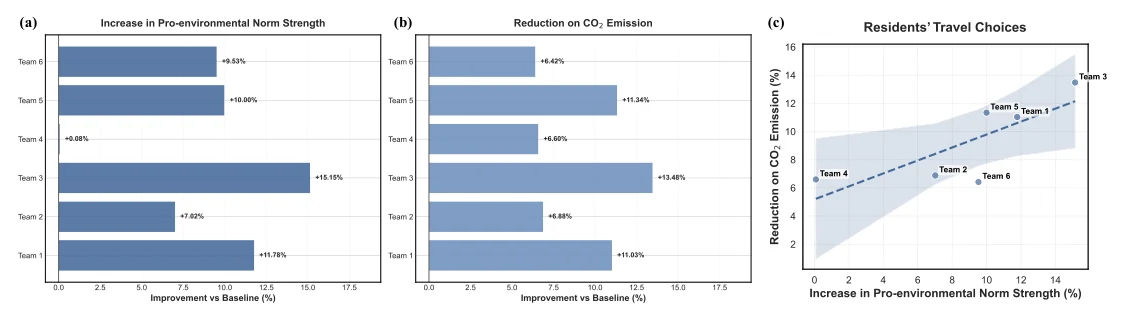 (a)
Increase in Pro-environmental Norm Strength
Team 6
+9.53%
Team 5
+10.00%
Team 4
+0.08%
Team 3
+15.15%
Team 2
+7.02%
Team 1
+11.78%
0.0 2.5 5.0 7.5 10.0 12.5 15.0 17.5
Improvement vs Baseline (%)
(b)
Reduction on CO₂ Emission
Team 6
+6.42%
Team 5
+11.34%
Team 4
+6.60%
Team 3
+13.48%
Team 2
+6.88%
Team 1
+11.03%
0.0 2.5 5.0 7.5 10.0 12.5 15.0 17.5
Improvement vs Baseline (%)
(c)
Residents' Travel Choices
Reduction on CO₂ Emission (%)
16
14
12
10
8
6
4
2
Team 3
Team 5
Team 1
Team 4
Team 2
Team 6
0 2 4 6 8 10 12 14
Increase in Pro-environmental Norm Strength (%)